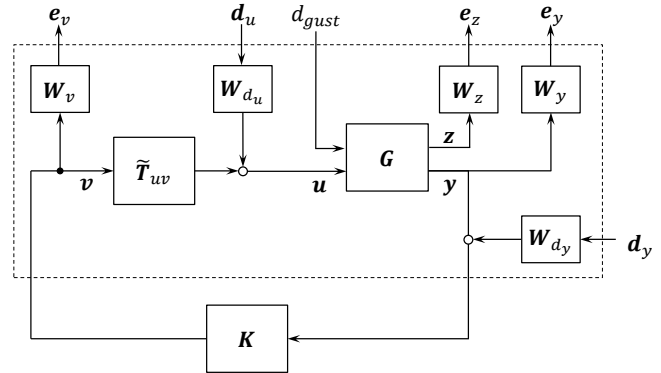 e_v d_u d_gust e_z e_y
W_v W_{d_u} W_z W_y
v T̃_uv u G z
y
W_{d_y} d_y
K